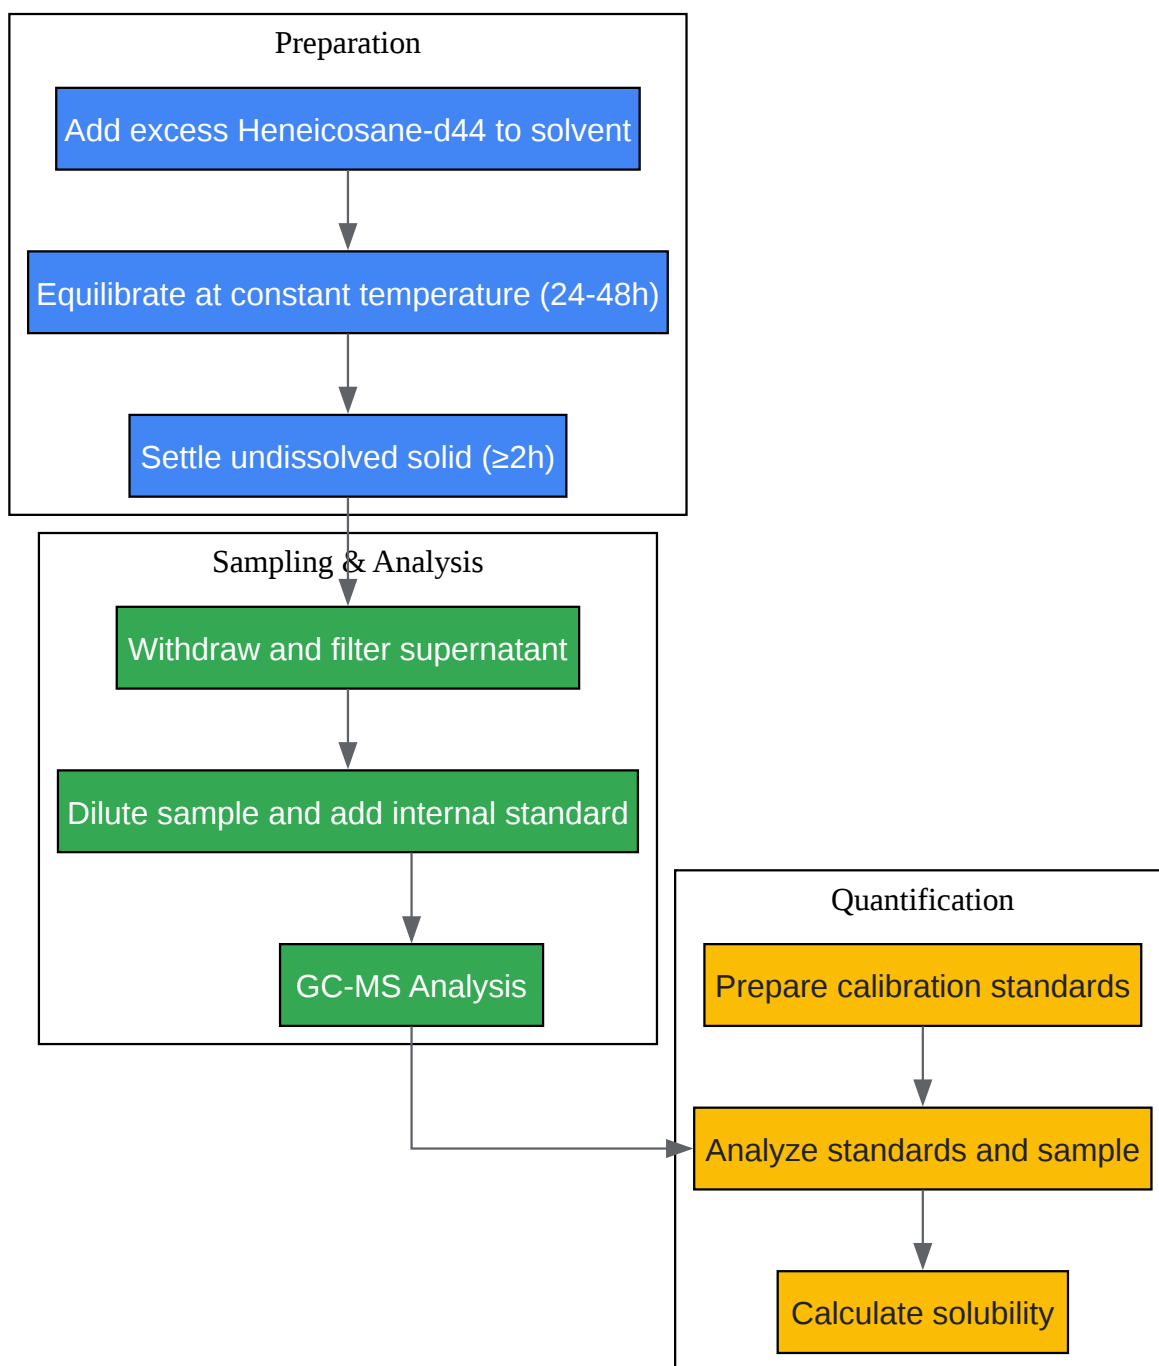 Preparation
Add excess Heneicosane-d44 to solvent
Equilibrate at constant temperature (24-48h)
Settle undissolved solid (≥2h)
Sampling & Analysis
Withdraw and filter supernatant
Dilute sample and add internal standard
GC-MS Analysis
Quantification
Prepare calibration standards
Analyze standards and sample
Calculate solubility